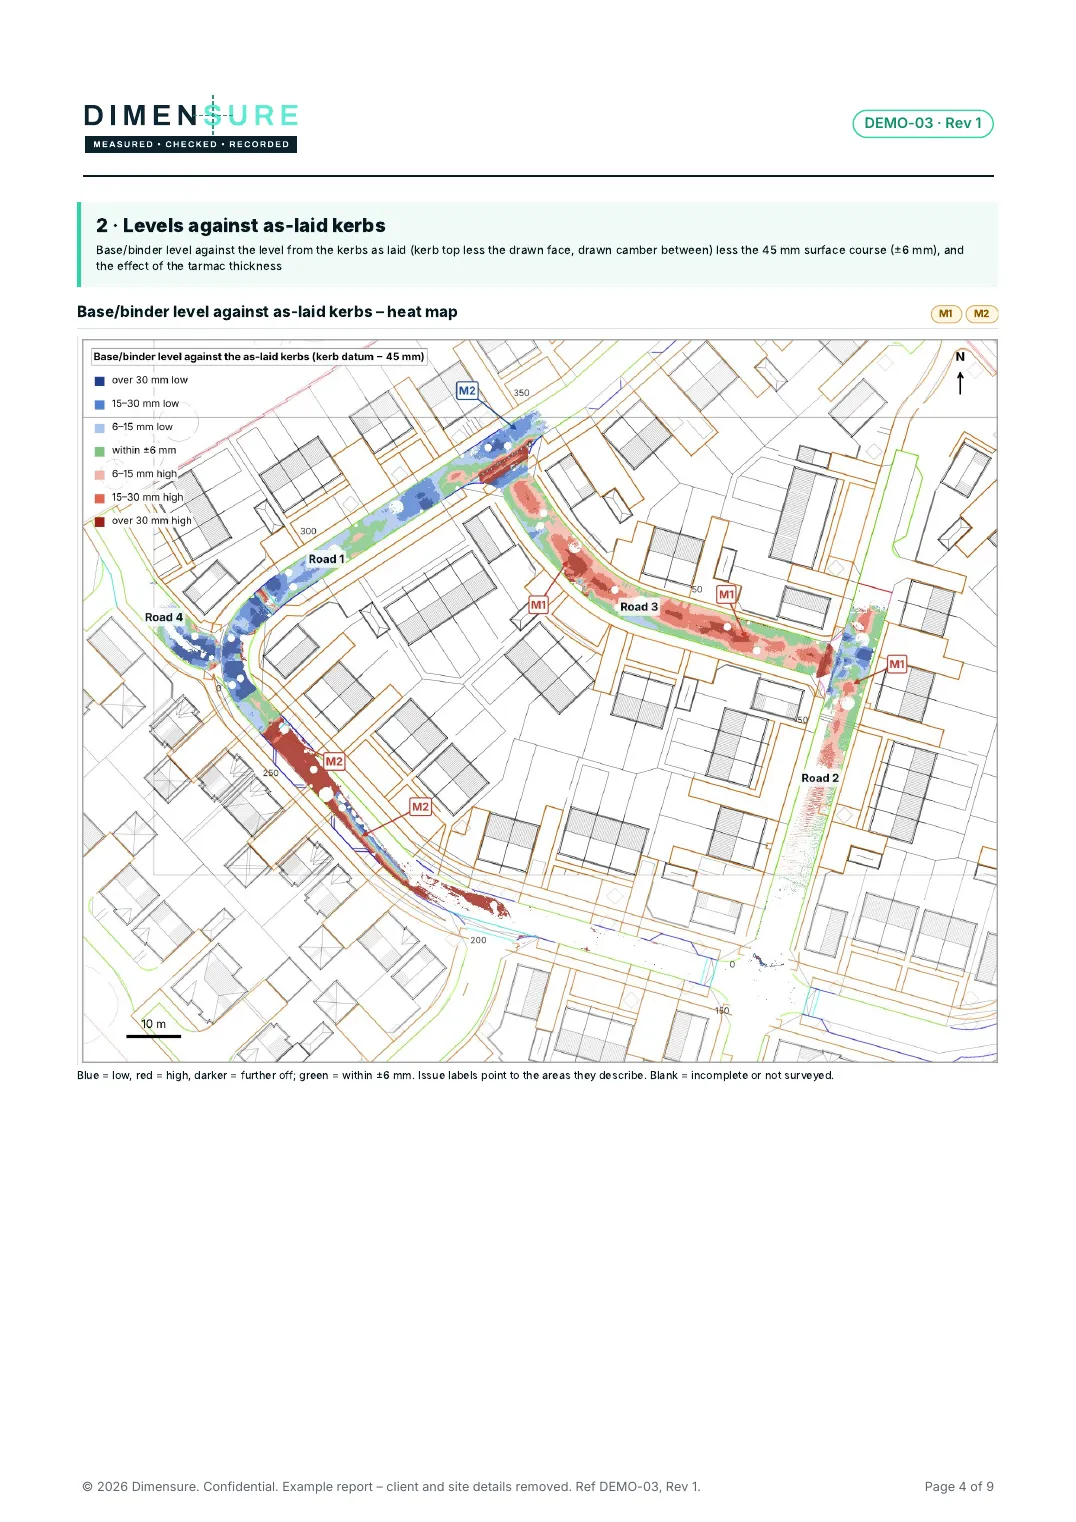 DIMENSURE
MEASURED • CHECKED • RECORDED
DEMO-03 · Rev 1
2 · Levels against as-laid kerbs
Base/binder level against the level from the kerbs as laid (kerb top less the drawn face, drawn camber between) less the 45 mm surface course (±6 mm), and
the effect of the tarmac thickness
Base/binder level against as-laid kerbs – heat map
M1 M2
Base/binder level against the as-laid kerbs (kerb datum − 45 mm)
over 30 mm low
15–30 mm low
6–15 mm low
within ±6 mm
6–15 mm high
15–30 mm high
over 30 mm high
N
M2
350
300
Road 1
50
M1
M1
Road 3
Road 4
M1
0
50
M2
250
Road 2
M2
200
0
150
10 m
Blue = low, red = high, darker = further off; green = within ±6 mm. Issue labels point to the areas they describe. Blank = incomplete or not surveyed.
© 2026 Dimensure. Confidential. Example report – client and site details removed. Ref DEMO-03, Rev 1.
Page 4 of 9